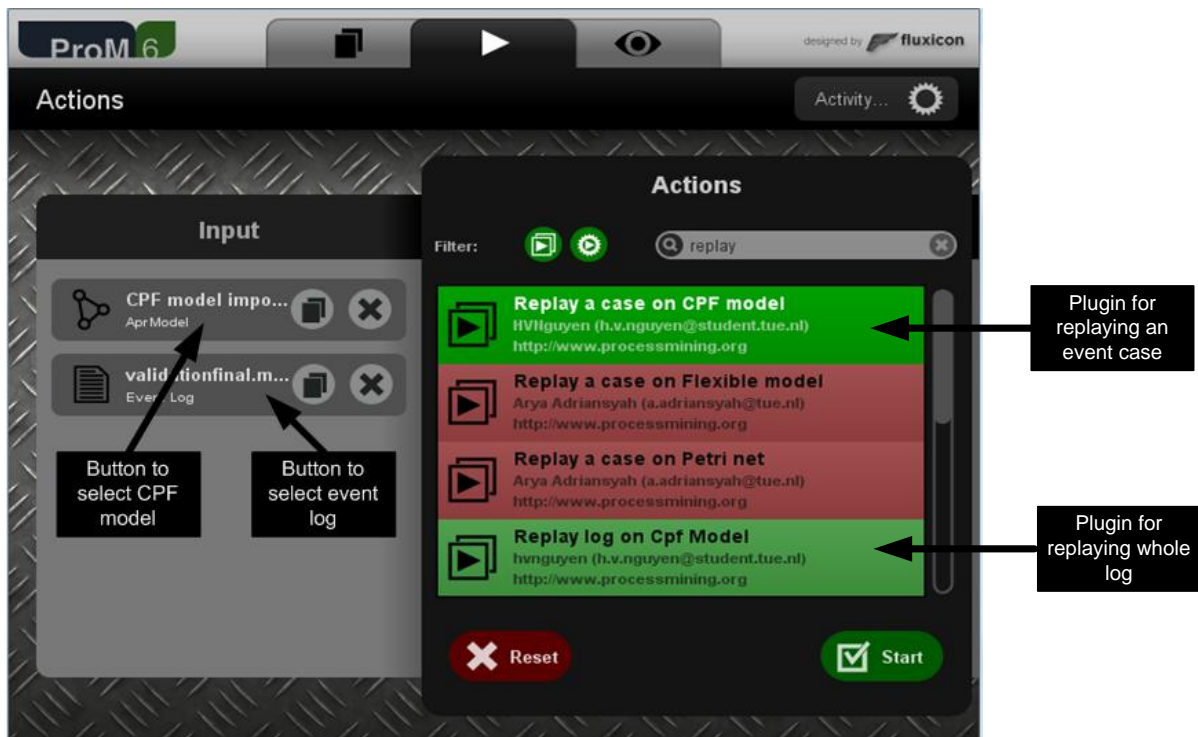 ProM 6
designed by fluxicon
Actions
Activity...
Input
CPF model impo...
AprModel
validationfinal.m...
Event Log
Button to
select CPF
model
Button to
select event
log
Actions
Filter:
replay
Replay a case on CPF model
HVNguyen (h.v.nguyen@student.tue.nl)
http://www.processmining.org
Replay a case on Flexible model
Arya Adriansyah (a.adriansyah@tue.nl)
http://www.processmining.org
Replay a case on Petri net
Arya Adriansyah (a.adriansyah@tue.nl)
http://www.processmining.org
Replay log on Cpf Model
hvnguyen (h.v.nguyen@student.tue.nl)
http://www.processmining.org
Reset
Start
Plugin for
replaying an
event case
Plugin for
replaying whole
log